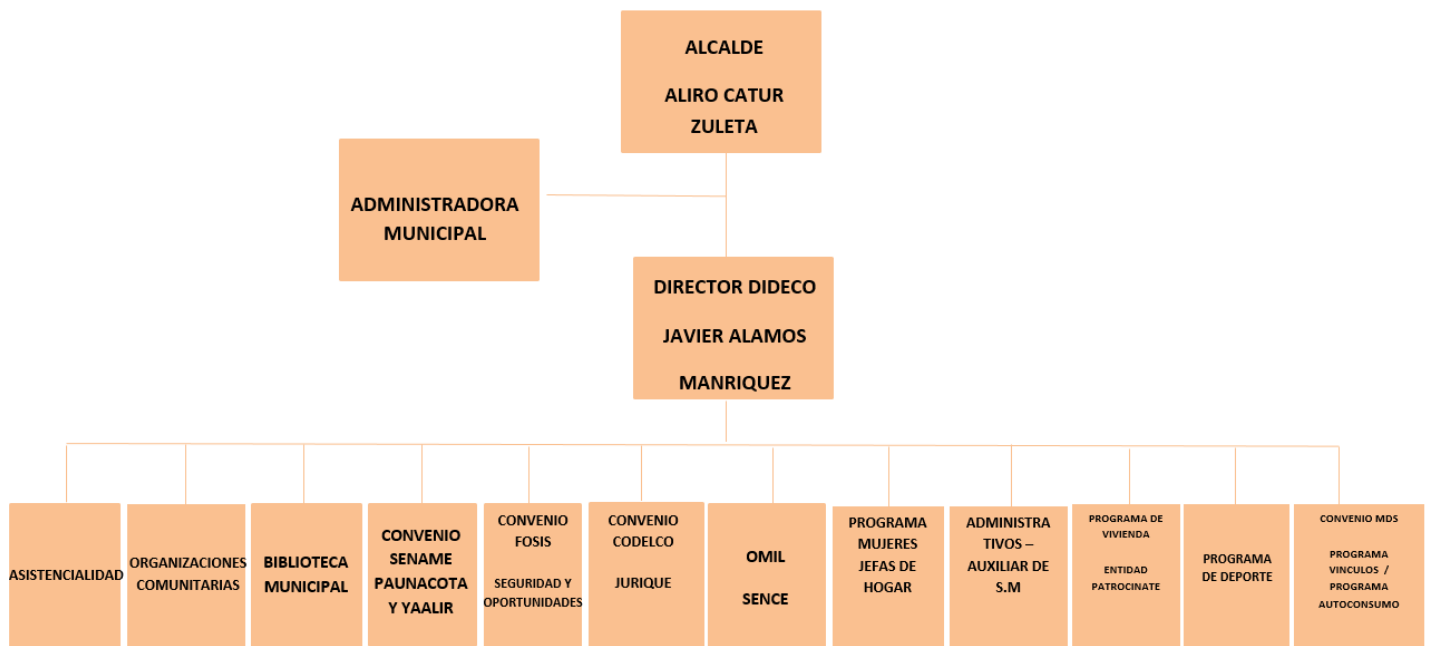 ALCALDE
ALIRO CATUR
ZULETA
ADMINISTRADORA
MUNICIPAL
DIRECTOR DIDECO
JAVIER ALAMOS
MANRIQUEZ
ASISTENCIALIDAD
ORGANIZACIONES
COMUNITARIAS
BIBLIOTECA
MUNICIPAL
CONVENIO
SENAME
PAUNACOTA
Y YAALIR
CONVENIO
FOSIS
SEGURIDAD Y
OPORTUNIDADES
CONVENIO
CODELCO
JURIQUE
OMIL
SENCE
PROGRAMA
MUJERES
JEFAS DE
HOGAR
ADMINISTRA
TIVOS –
AUXILIAR DE
S.M
PROGRAMA DE
VIVIENDA
ENTIDAD
PATROCINATE
PROGRAMA
DE DEPORTE
CONVENIO MDS
PROGRAMA
VINCULOS /
PROGRAMA
AUTOCONSUMO